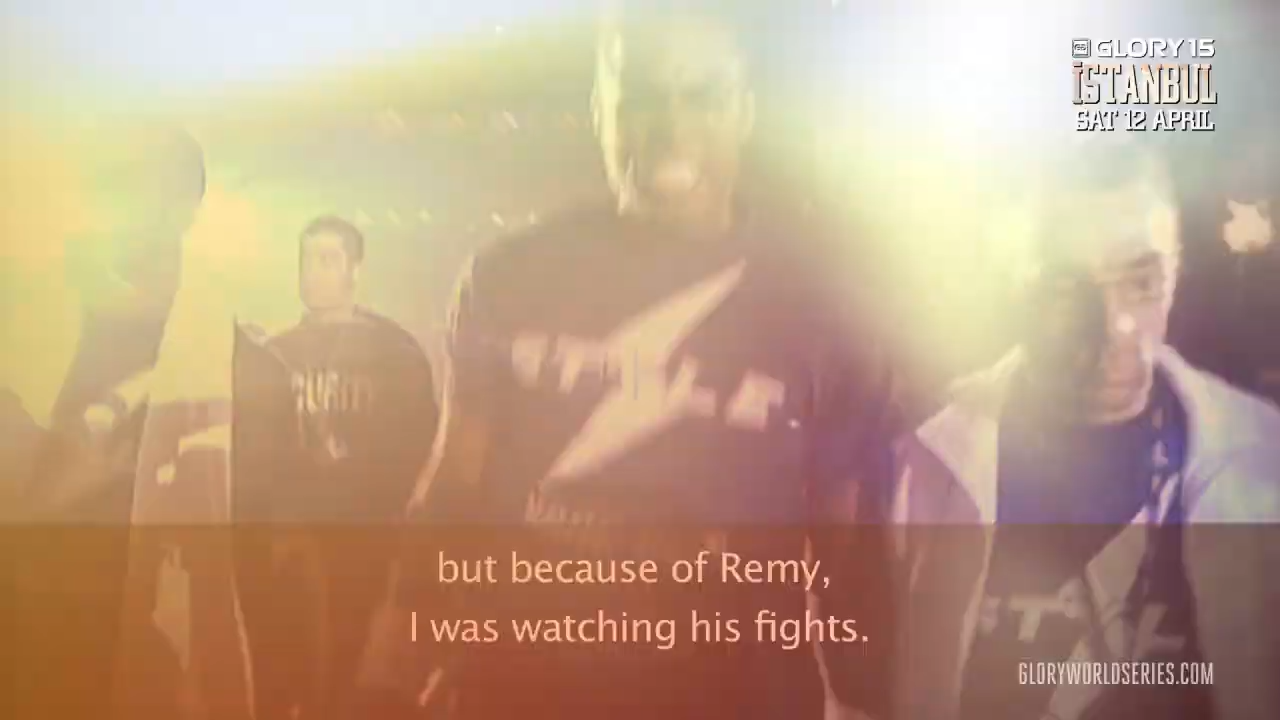 GLORY 15
İSTANBUL
SAT 12 APRIL
but because of Remy,
I was watching his fights.
GLORYWORLDSERIES.COM